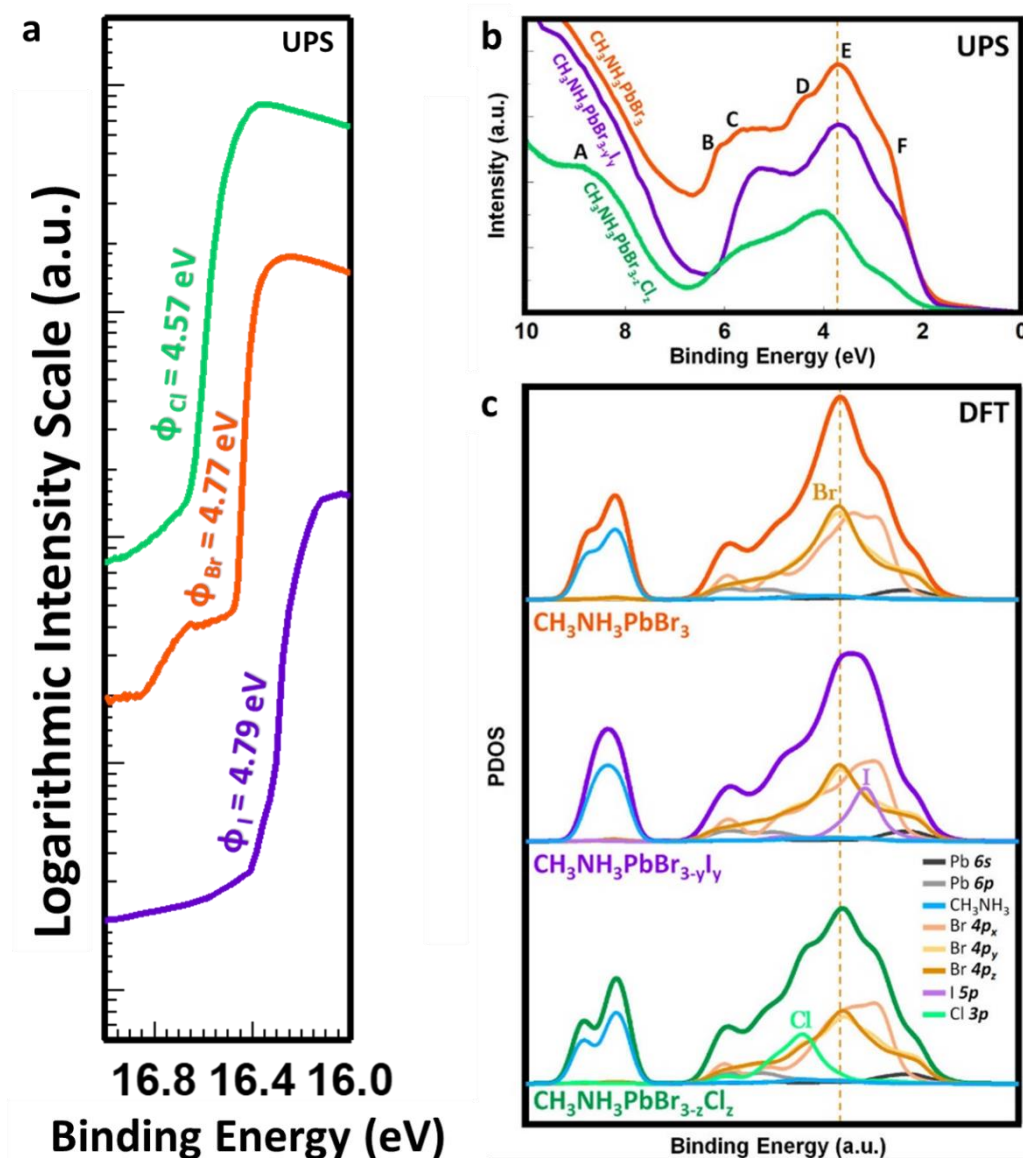 a
UPS
Logarithmic Intensity Scale (a.u.)
ϕCl = 4.57 eV
ϕBr = 4.77 eV
ϕI = 4.79 eV
16.8 16.4 16.0
Binding Energy (eV)
b
UPS
Intensity (a.u.)
CH3NH3PbBr3
CH3NH3PbBr3-yIy
CH3NH3PbBr3-zClz
A
B
C
D
E
F
10 8 6 4 2 0
Binding Energy (eV)
c
DFT
PDOS
Br
CH3NH3PbBr3
I
CH3NH3PbBr3-yIy
Pb 6s
Pb 6p
CH3NH3
Br 4px
Br 4py
Br 4pz
I 5p
Cl 3p
Cl
CH3NH3PbBr3-zClz
Binding Energy (a.u.)